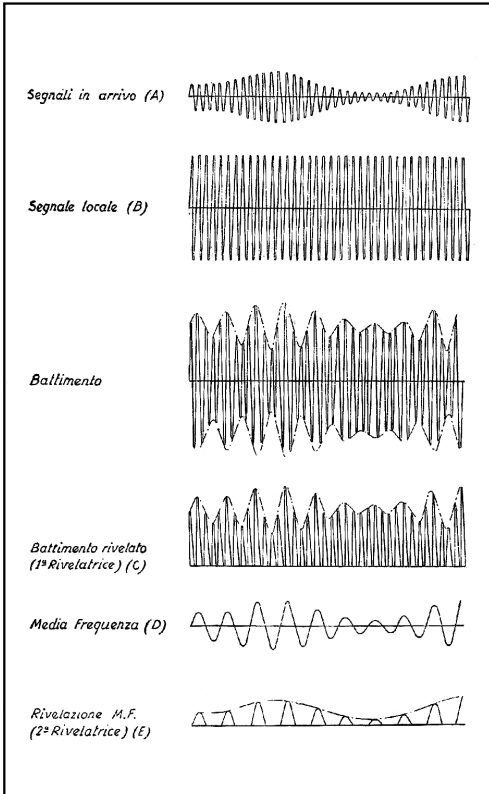 Segnali in arrivo (A)
Segnale locale (B)
Battimento
Battimento rivelato
(1ª Rivelatrice) (C)
Media Frequenza (D)
Rivelazione M.F.
(2ª Rivelatrice) (E)